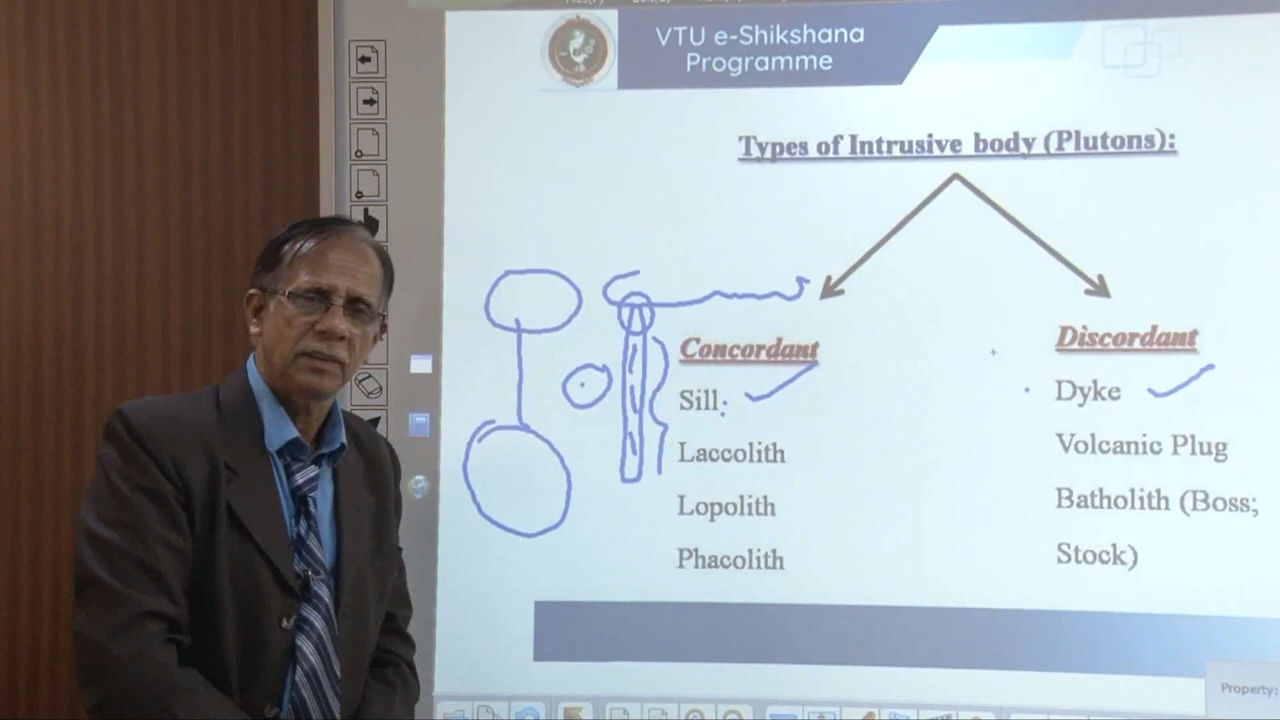 VTU e-Shikshana
Programme
Types of Intrusive body (Plutons):
Concordant
Discordant
Sill
Dyke
Laccolith
Volcanic Plug
Lopolith
Batholith (Boss;
Phacolith
Stock)
Property: